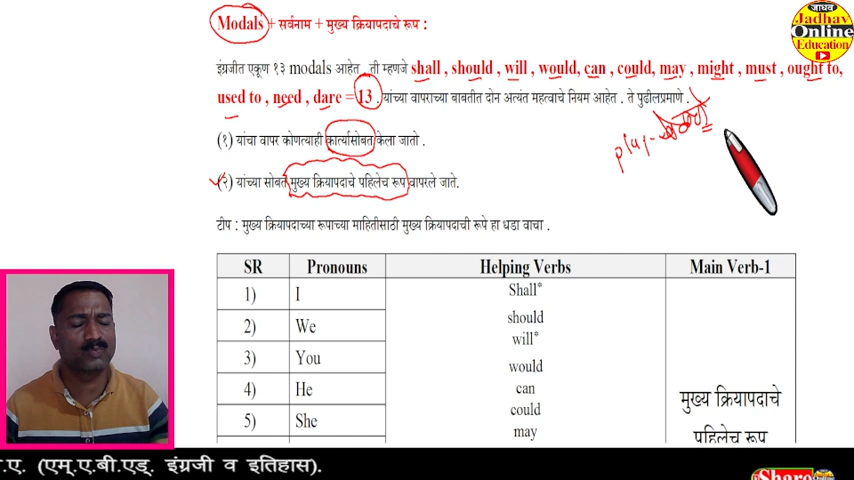 Modals + सर्वनाम + मुख्य क्रियापदाचे रूप :
जाधव
Jadhav
Online
Education
इंग्रजीत एकूण १३ modals आहेत . ती म्हणजे shall , should , will , would, can , could, may , might , must , ought to,
used to , need , dare = 13 . यांच्या वापराच्या बाबतीत दोन अत्यंत महत्वाचे नियम आहेत . ते पुढीलप्रमाणे .
(१) यांचा वापर कोणत्याही कार्त्यासोबत केला जातो .
play -
(२) यांच्या सोबत मुख्य क्रियापदाचे पहिलेच रूप वापरले जाते.
टीप : मुख्य क्रियापदाच्या रूपाच्या माहितीसाठी मुख्य क्रियापदाची रूपे हा धडा वाचा .
SR Pronouns Helping Verbs Main Verb-1
1) I Shall*
2) We should
will*
3) You would
4) He can
5) She could
may
मुख्य क्रियापदाचे
पहिलेच रूप
ए. (एम्.ए.बी.एड्. इंग्रजी व इतिहास).
Share
Online